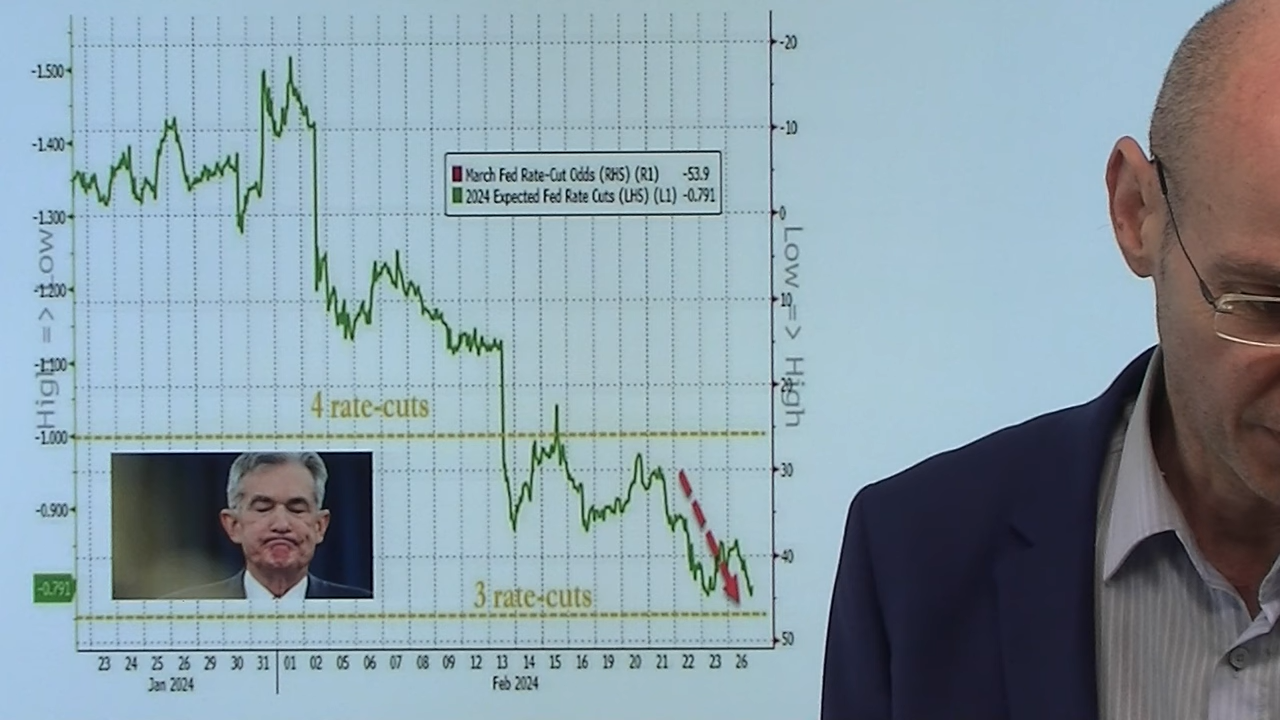 -1.500
-1.400
-1.300
-1.200
-1.100
-1.000
-0.900
-0.791
High => Low
-20
-10
0
10
20
30
40
50
Low => High
March Fed Rate-Cut Odds (RHS) (R1) -53.9
2024 Expected Fed Rate Cuts (LHS) (L1) -0.791
4 rate-cuts
3 rate-cuts
23 24 25 26 29 30 31 01 02 05 06 07 08 09 12 13 14 15 16 19 20 21 22 23 26
Jan 2024 Feb 2024